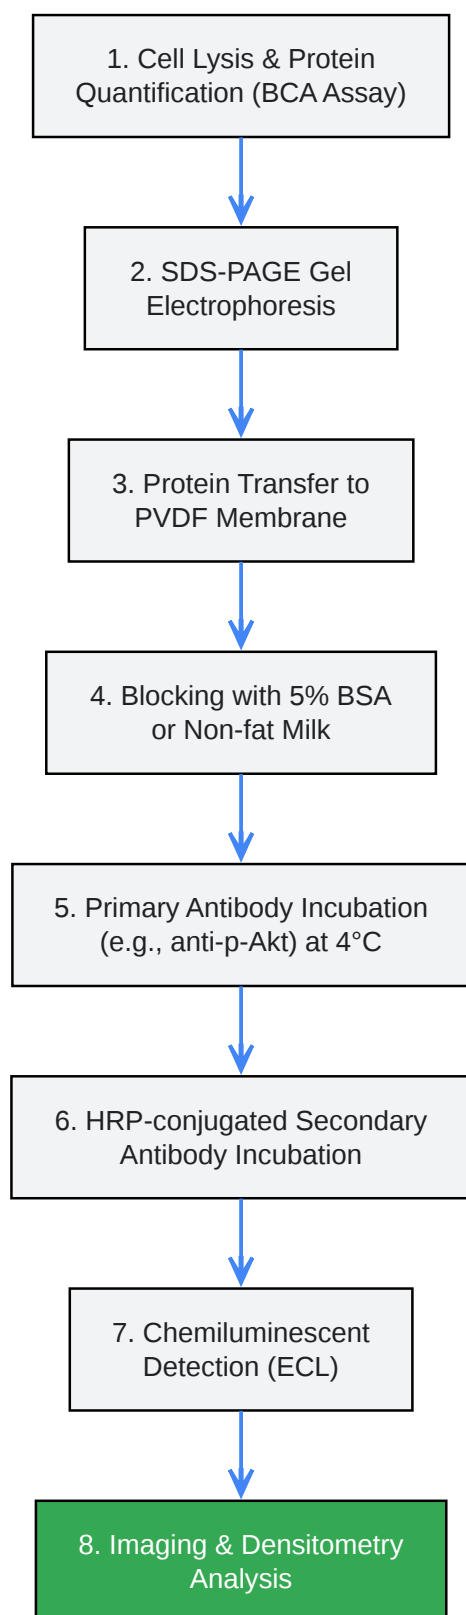 1. Cell Lysis & Protein
Quantification (BCA Assay)
2. SDS-PAGE Gel
Electrophoresis
3. Protein Transfer to
PVDF Membrane
4. Blocking with 5% BSA
or Non-fat Milk
5. Primary Antibody Incubation
(e.g., anti-p-Akt) at 4°C
6. HRP-conjugated Secondary
Antibody Incubation
7. Chemiluminescent
Detection (ECL)
8. Imaging & Densitometry
Analysis